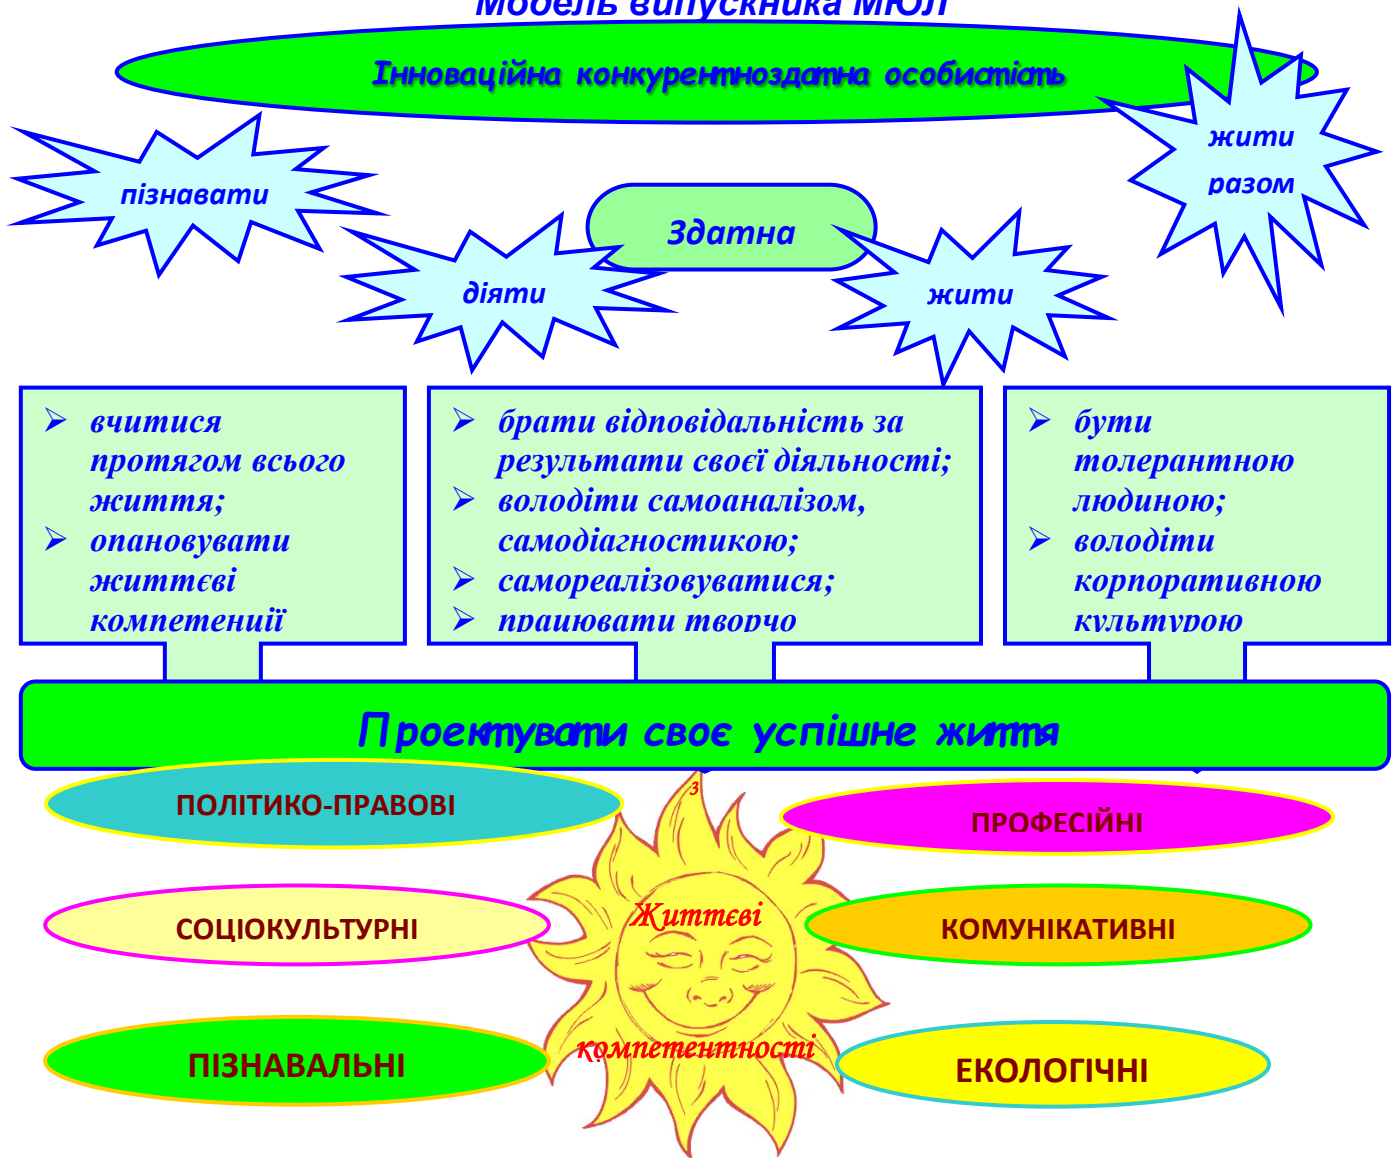 Модель випускника МЮЛ
Інноваційна конкурентноздатна особистість
жити
разом
пізнавати
Здатна
діяти
жити
вчитися
протягом всього
життя;
опановувати
життєві
компетенції
брати відповідальність за
результати своєї діяльності;
володіти самоаналізом,
самодіагностикою;
самореалізовуватися;
працювати творчо
бути
толерантною
людиною;
володіти
корпоративною
культурою
Проектувати своє успішне життя
З
ПОЛІТИКО-ПРАВОВІ
ПРОФЕСІЙНІ
Життєві
СОЦІОКУЛЬТУРНІ
КОМУНІКАТИВНІ
компетентності
ПІЗНАВАЛЬНІ
ЕКОЛОГІЧНІ